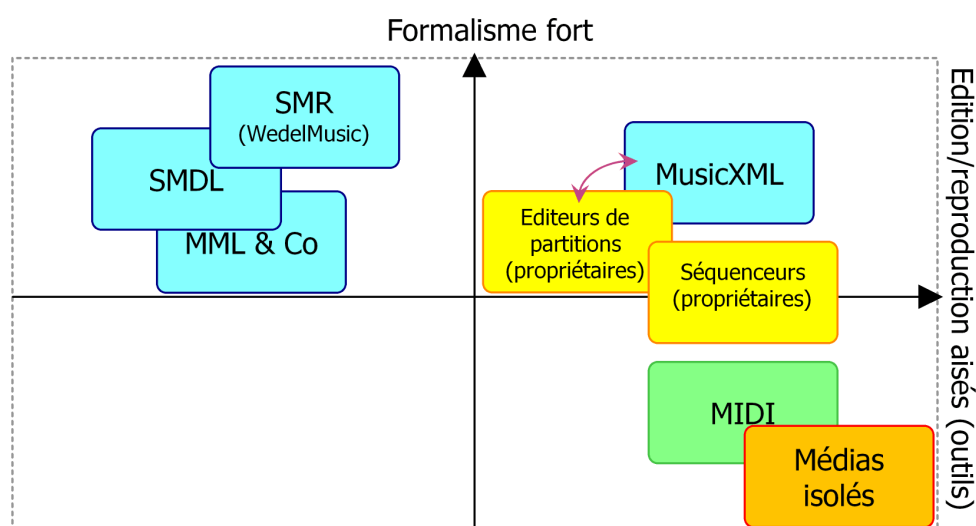 Formalisme fort
SMR
(WedelMusic)
SMDL
MML & Co
MusicXML
Editeurs de
partitions
(propriétaires)
Séquenceurs
(propriétaires)
MIDI
Médias
isolés
Edition/reproduction aisés (outils)